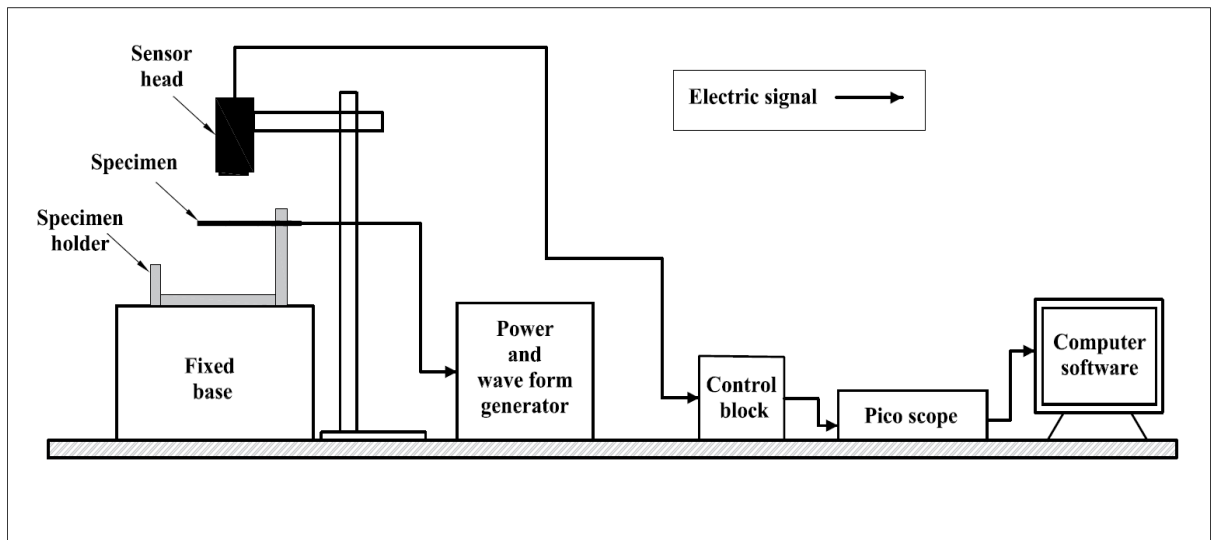 Sensor
head
Electric signal
Specimen
Specimen
holder
Fixed
base
Power
and
wave form
generator
Control
block
Pico scope
Computer
software